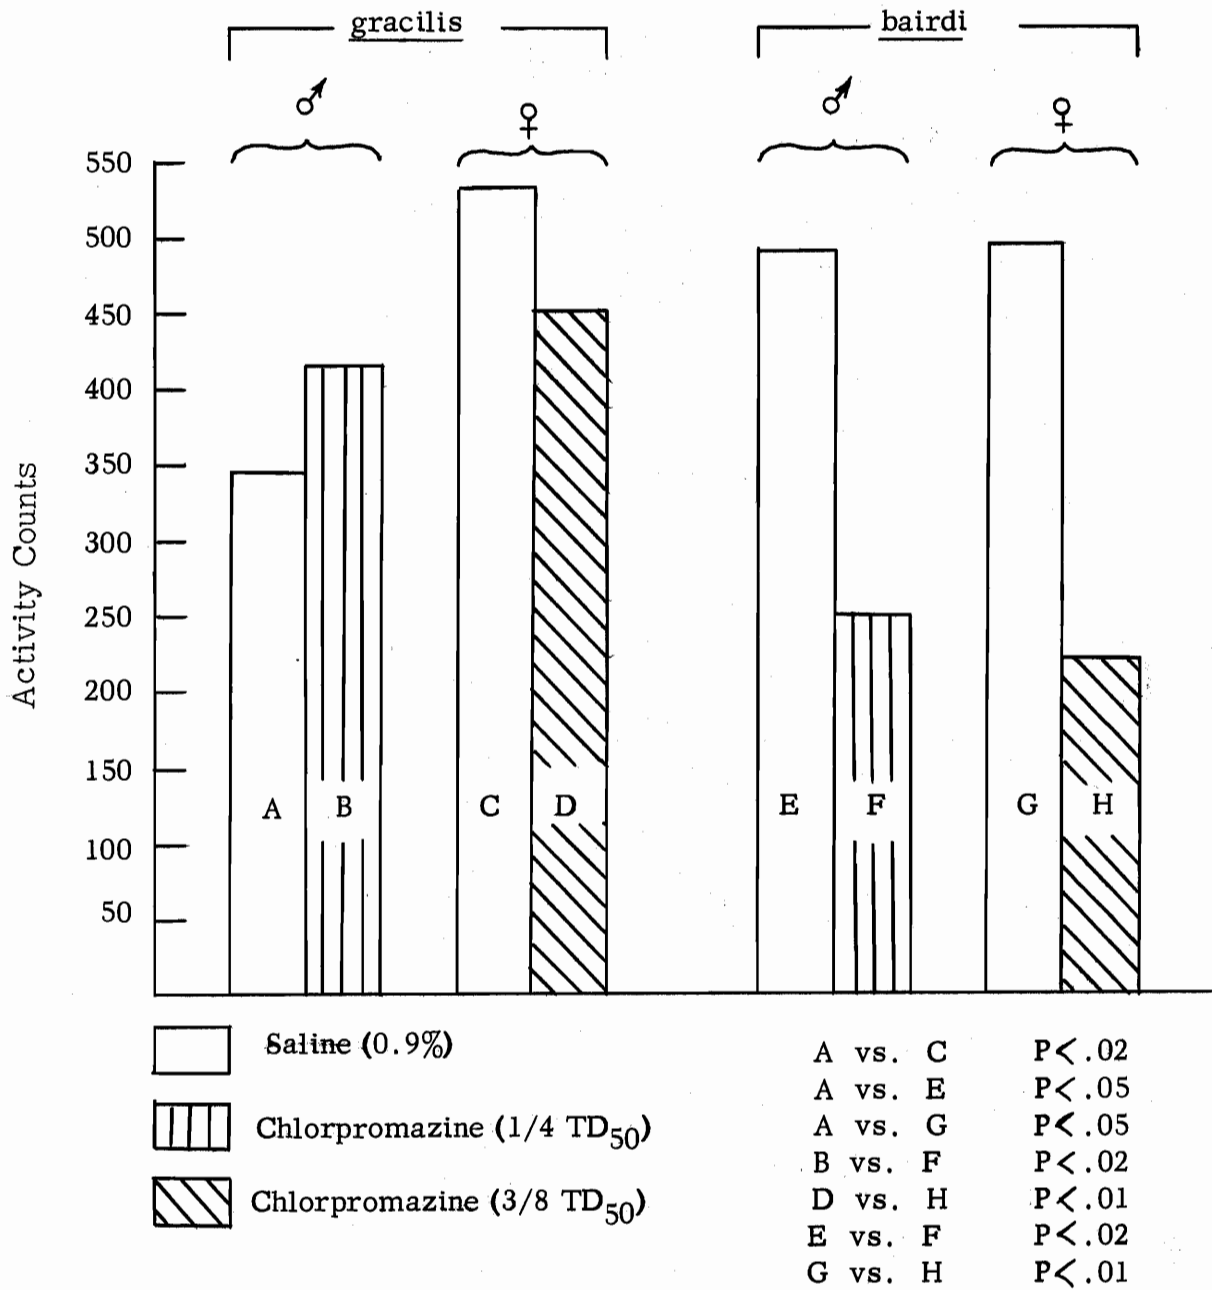 gracilis bairdi
♂ ♀ ♂ ♀
550
500
450
400
350
300
250
200
150
100
50
Activity Counts
A B C D E F G H
Saline (0.9%)
Chlorpromazine (1/4 TD50)
Chlorpromazine (3/8 TD50)
A vs. C P<.02
A vs. E P<.05
A vs. G P<.05
B vs. F P<.02
D vs. H P<.01
E vs. F P<.02
G vs. H P<.01